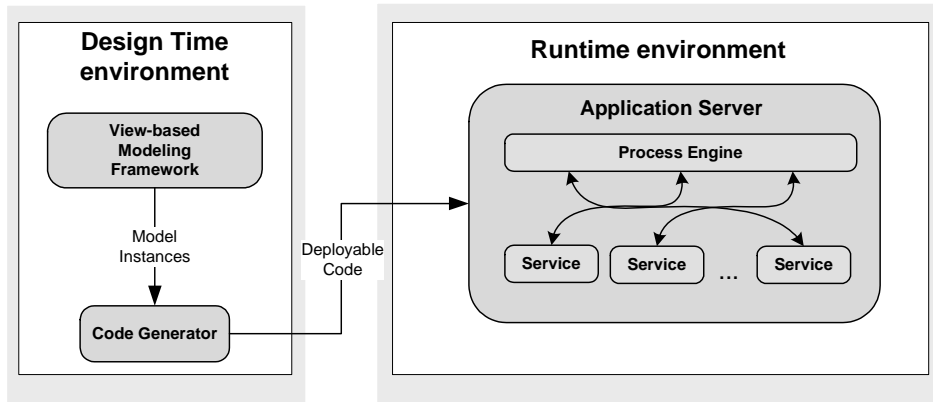 Design Time
environment
View-based
Modeling
Framework
Model
Instances
Code Generator
Deployable
Code
Runtime environment
Application Server
Process Engine
Service
Service
...
Service